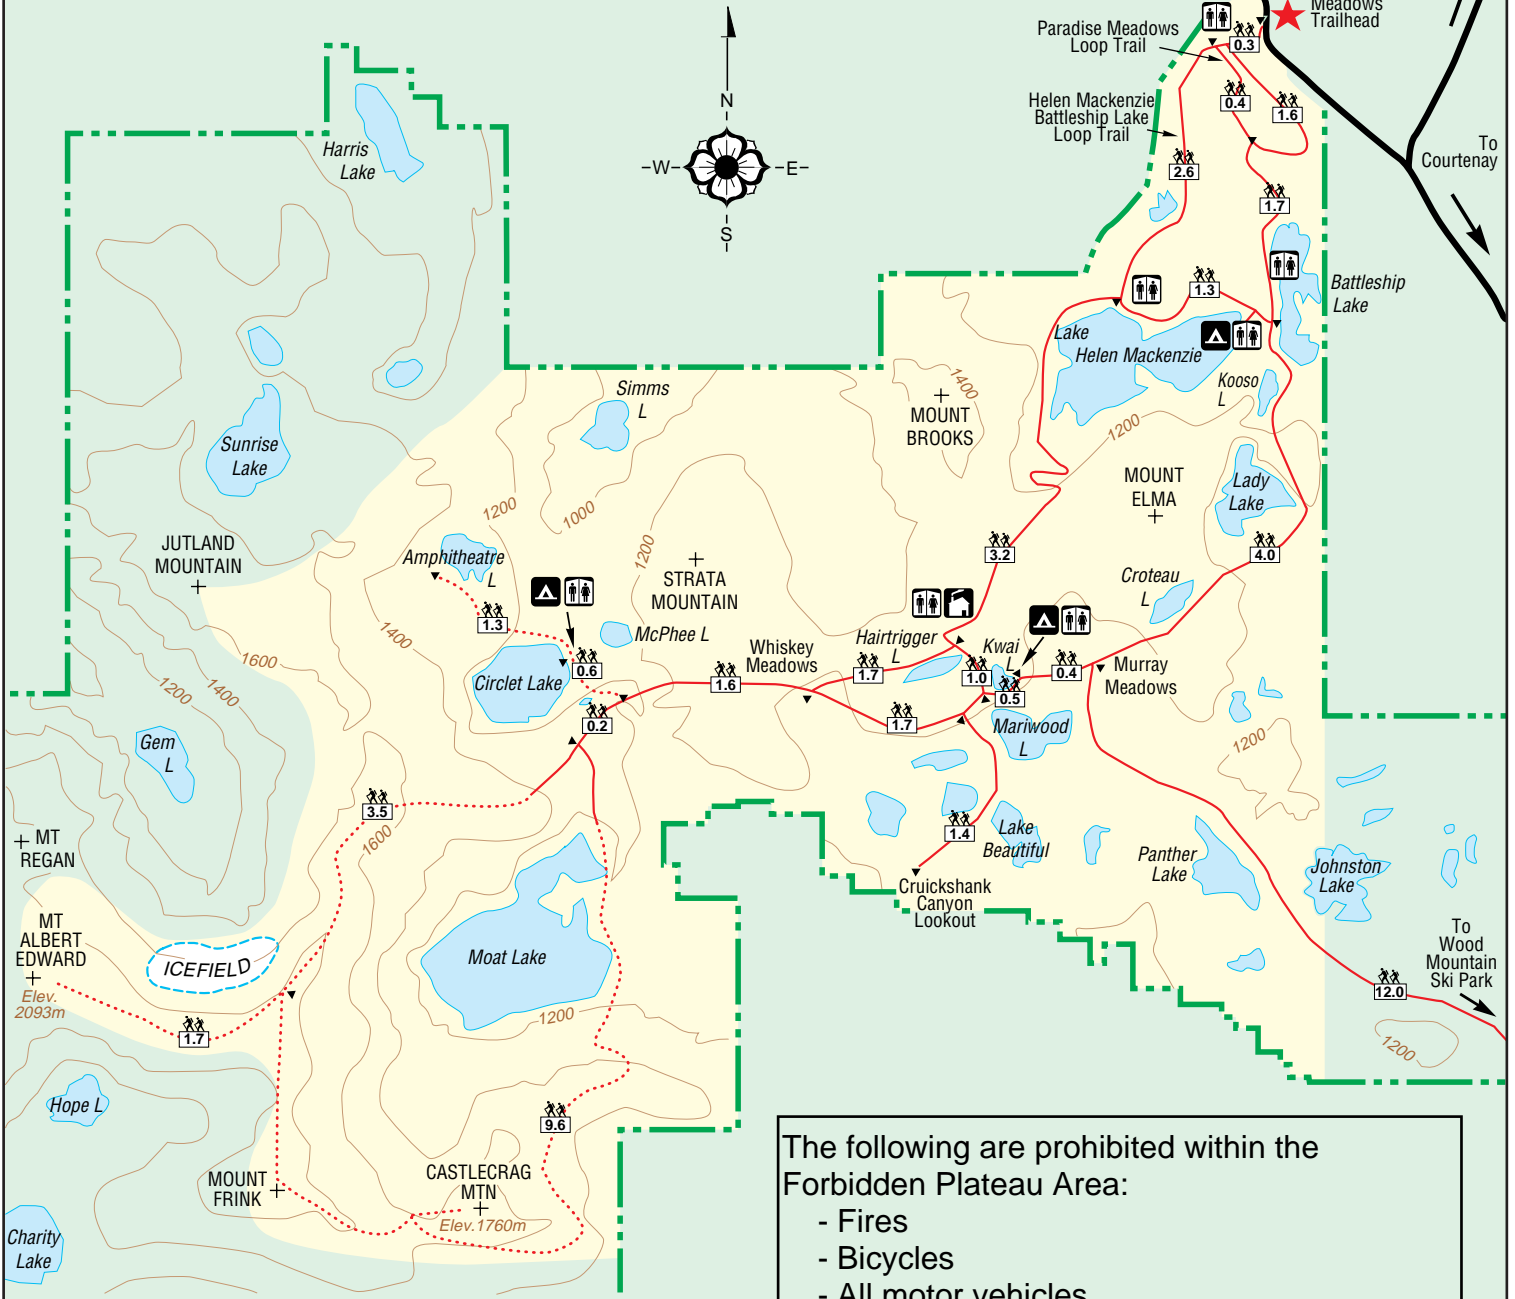 Meadows
Trailhead
Paradise Meadows
Loop Trail
0.3
Helen Mackenzie
Battleship Lake
Loop Trail
0.4
1.6
N
W
E
S
To
Courtenay
Harris
Lake
2.6
1.7
1.3
Battleship
Lake
Lake
Helen Mackenzie
Kooso
L
Simms
L
1400
MOUNT
BROOKS
1200
Sunrise
Lake
MOUNT
ELMA
Lady
Lake
1200
1000
1200
JUTLAND
MOUNTAIN
Amphitheatre
L
3.2
4.0
STRATA
MOUNTAIN
Croteau
L
1.3
McPhee L
1400
1600
Whiskey
Meadows
Hairtrigger
L
Kwai
L
0.6
1.6
1.7
1.0
0.4
Murray
Meadows
Circlet Lake
0.5
1200
1400
0.2
1.7
Mariwood
L
1200
Gem
L
3.5
1600
1.4
Lake
Beautiful
MT
REGAN
Panther
Lake
Johnston
Lake
Cruickshank
Canyon
Lookout
MT
ALBERT
EDWARD
Elev.
2093m
ICEFIELD
Moat Lake
To
Wood
Mountain
Ski Park
12.0
1200
1200
1.7
Hope L
9.6
MOUNT
FRINK
CASTLECRAG
MTN
Elev.1760m
Charity
Lake
The following are prohibited within the
Forbidden Plateau Area:
- Fires
- Bicycles
- All motor vehicles